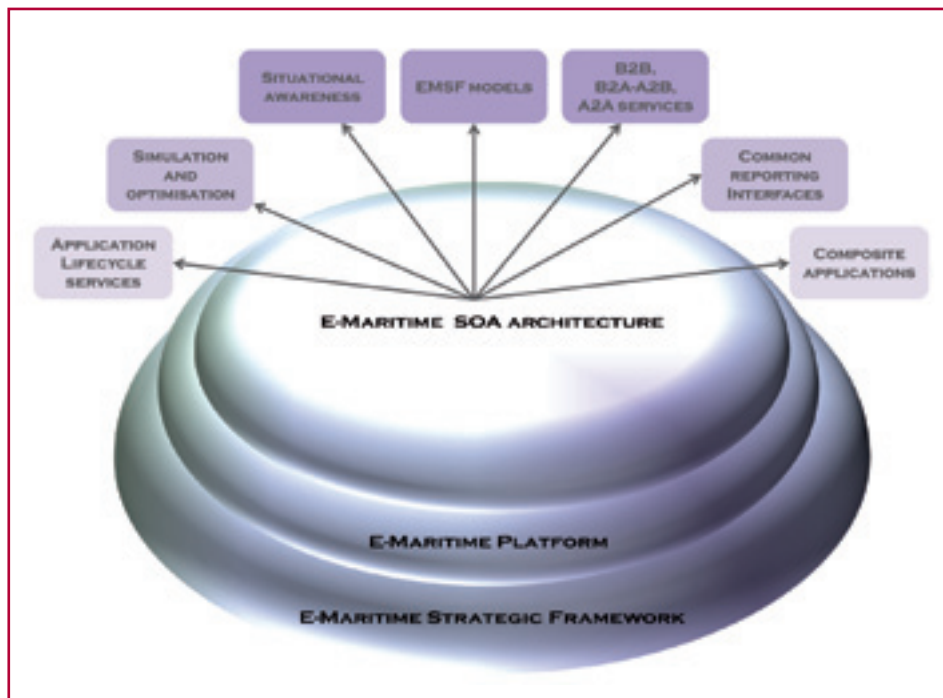 SITUATIONAL
AWARENESS
EMSF MODELS
B2B,
B2A-A2B,
A2A SERVICES
SIMULATION
AND
OPTIMISATION
COMMON
REPORTING
INTERFACES
APPLICATION
LIFECYCLE
SERVICES
COMPOSITE
APPLICATIONS
E-MARITIME SOA ARCHITECTURE
E-MARITIME PLATFORM
E-MARITIME STRATEGIC FRAMEWORK